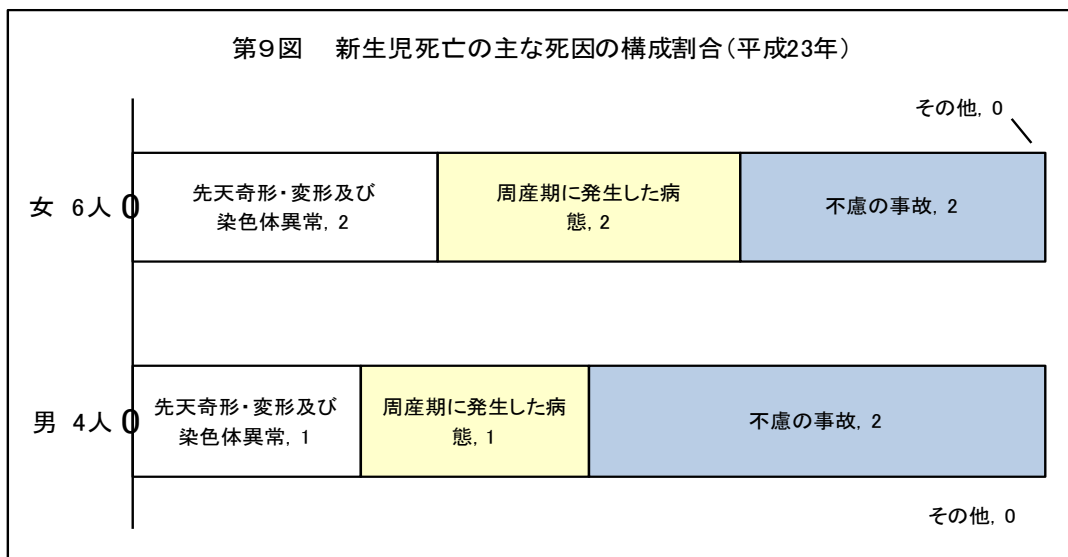 第9図　新生児死亡の主な死因の構成割合(平成23年)
その他, 0
女 6人 0
先天奇形・変形及び
染色体異常, 2
周産期に発生した病
態, 2
不慮の事故, 2
男 4人 0
先天奇形・変形及び
染色体異常, 1
周産期に発生した病
態, 1
不慮の事故, 2
その他, 0